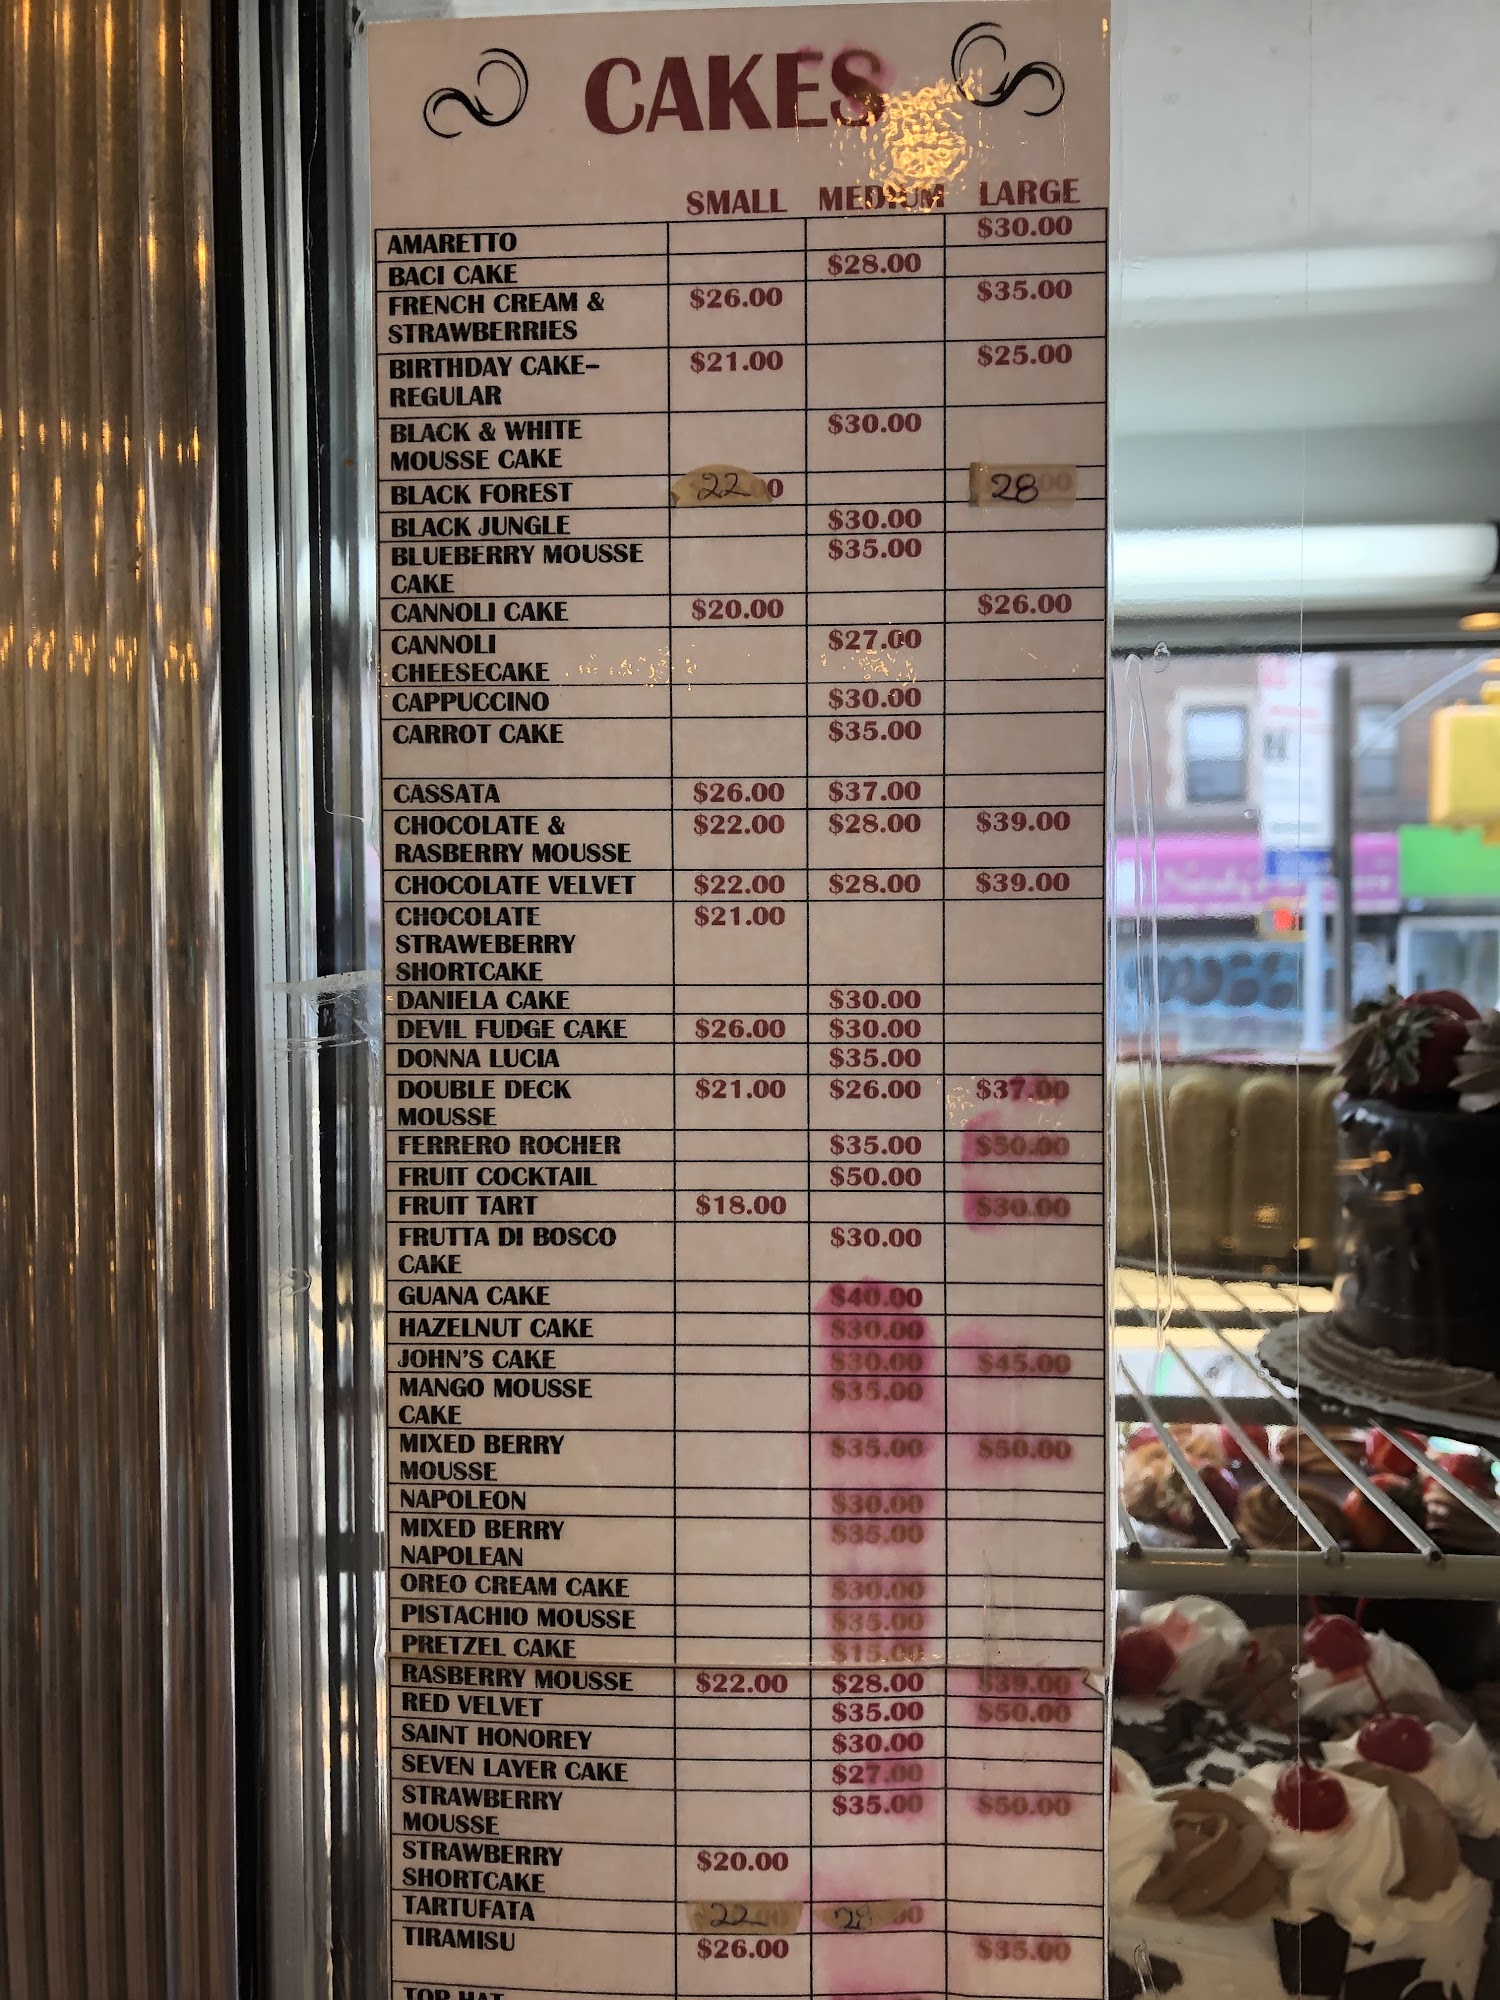 CAKES
SMALL MEDIUM LARGE
AMARETTO $30.00
BACI CAKE $28.00
FRENCH CREAM & $26.00 $35.00
STRAWBERRIES
BIRTHDAY CAKE– $21.00 $25.00
REGULAR
BLACK & WHITE $30.00
MOUSSE CAKE
BLACK FOREST 22 28
BLACK JUNGLE $30.00
BLUEBERRY MOUSSE $35.00
CAKE
CANNOLI CAKE $20.00 $26.00
CANNOLI $27.00
CHEESECAKE
CAPPUCCINO $30.00
CARROT CAKE $35.00
CASSATA $26.00 $37.00
CHOCOLATE & $22.00 $28.00 $39.00
RASBERRY MOUSSE
CHOCOLATE VELVET $22.00 $28.00 $39.00
CHOCOLATE $21.00
STRAWEBERRY
SHORTCAKE
DANIELA CAKE $30.00
DEVIL FUDGE CAKE $26.00 $30.00
DONNA LUCIA $35.00
DOUBLE DECK $21.00 $26.00 $37.00
MOUSSE
FERRERO ROCHER $35.00 $50.00
FRUIT COCKTAIL $50.00
FRUIT TART $18.00 $30.00
FRUTTA DI BOSCO $30.00
CAKE
GUANA CAKE $40.00
HAZELNUT CAKE $30.00
JOHN'S CAKE $30.00 $45.00
MANGO MOUSSE $35.00
CAKE
MIXED BERRY $35.00 $50.00
MOUSSE
NAPOLEON $30.00
MIXED BERRY $35.00
NAPOLEAN
OREO CREAM CAKE $30.00
PISTACHIO MOUSSE $35.00
PRETZEL CAKE $15.00
RASBERRY MOUSSE $22.00 $28.00 $39.00
RED VELVET $35.00 $50.00
SAINT HONOREY $30.00
SEVEN LAYER CAKE $27.00
STRAWBERRY $35.00 $50.00
MOUSSE
STRAWBERRY $20.00
SHORTCAKE
TARTUFATA 22 28
TIRAMISU $26.00 $35.00
TOP HAT